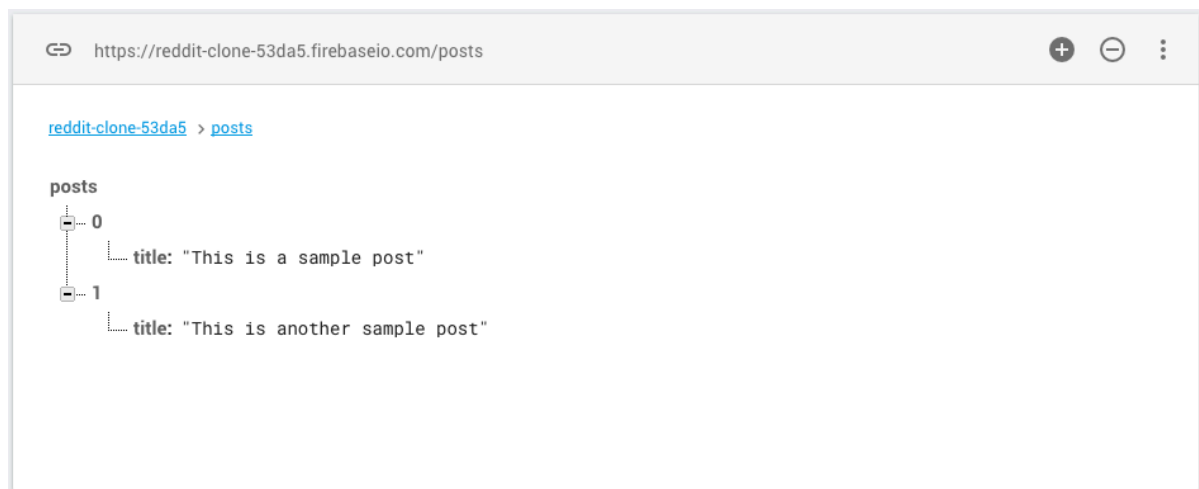 https://reddit-clone-53da5.firebaseio.com/posts
reddit-clone-53da5 > posts
posts
0
title: "This is a sample post"
1
title: "This is another sample post"